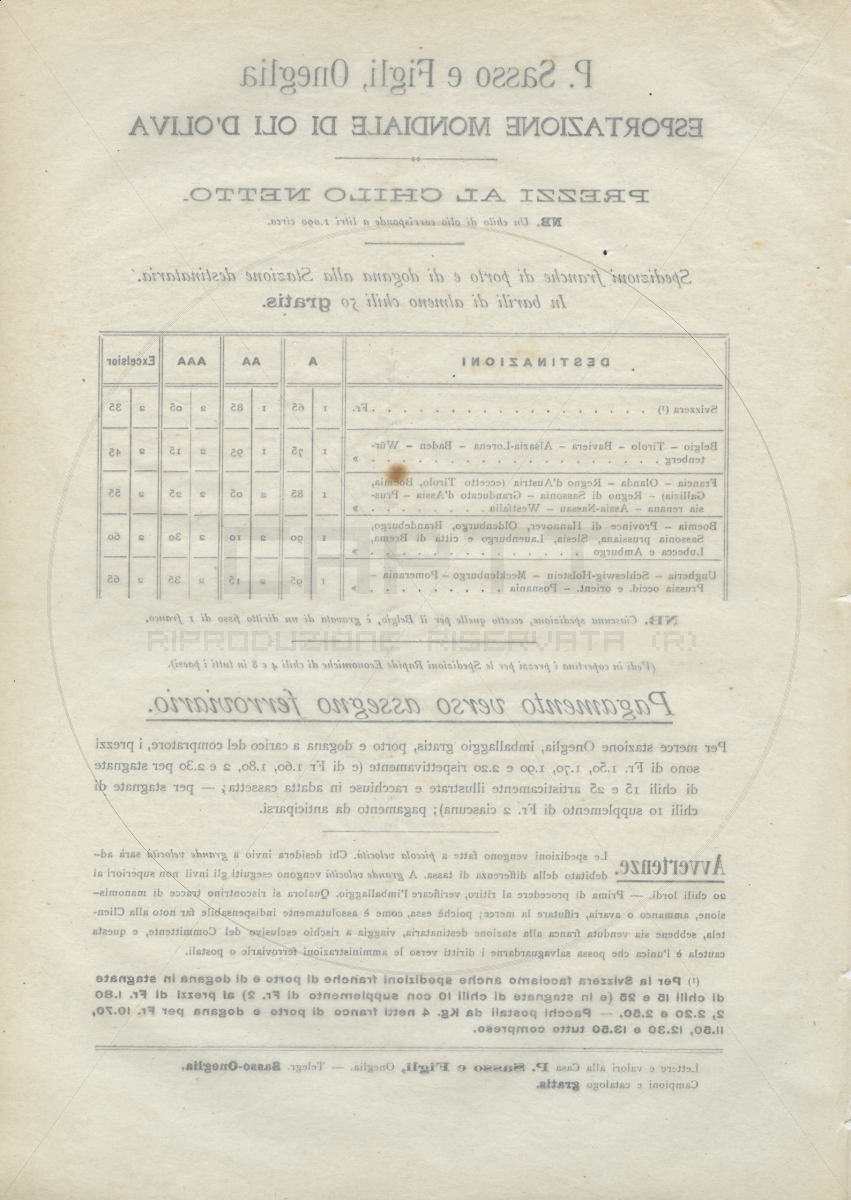 P. Sasso e Figli, Oneglia
ESPORTAZIONE MONDIALE DI OLI D'OLIVA
PREZZI AL CHILO NETTO.
NB. Un chilo di olio corrisponde a litri 1.090 circa.
Spedizioni franche di porto e di dogana alla Stazione destinataria.
In barili di almeno chili 50 gratis.
DESTINAZIONI A AA AAA Excelsior
Svizzera (¹) . . . . . . . . . . . . . . . . . . Fr. 1 65 1 85 2 05 2 35
Belgio – Tirolo – Baviera – Alsazia-Lorena – Baden – Wür-
tenberg . . . . . . . . . . . . . . . . . . » 1 75 1 95 2 15 2 45
Francia – Olanda – Regno d'Austria (eccetto Tirolo, Boemia,
Gallizia) – Regno di Sassonia – Granducato d'Assia – Prus-
sia renana – Assia-Nassau – Westfalia . . . . . . . . » 1 85 2 05 2 25 2 55
Boemia – Province di Hannover, Oldenburgo, Brandeburgo,
Sassonia prussiana, Slesia, Lauenburgo e città di Brema,
Lubecca e Amburgo . . . . . . . . . . . . » 1 90 2 10 2 30 2 60
Ungheria – Schleswig-Holstein – Mecklenburgo – Pomerania –
Prussia occid. e orient. – Posnania . . . . . . . . » 1 95 2 15 2 35 2 65
NB. Ciascuna spedizione, eccetto quelle per il Belgio, è gravata di un diritto fisso di 1 franco.
RIPRODUZIONE RISERVATA (R)
(Vedi in copertina i prezzi per le Spedizioni Rapide Economiche di chili 4 e 8 in tutti i paesi).
Pagamento verso assegno ferroviario.
Per merce stazione Oneglia, imballaggio gratis, porto e dogana a carico del compratore, i prezzi
sono di Fr. 1.50, 1.70, 1.90 e 2.20 rispettivamente (e di Fr 1.60, 1.80, 2 e 2.30 per stagnate
di chili 15 e 25 artisticamente illustrate e racchiuse in adatta cassetta; — per stagnate di
chili 10 supplemento di Fr. 2 ciascuna); pagamento da anticiparsi.
Avvertenze. Le spedizioni vengono fatte a piccola velocità. Chi desidera invio a grande velocità sarà ad-
debitato della differenza di tassa. A grande velocità vengono eseguiti gli invii non superiori ai
20 chili lordi. — Prima di procedere al ritiro, verificare l'imballaggio. Qualora si riscontrino tracce di manomis-
sione, ammanco o avaria, rifiutare la merce; poichè essa, come è assolutamente indispensabile far noto alla Clien-
tela, sebbene sia venduta franca alla stazione destinataria, viaggia a rischio esclusivo del Committente, e questa
cautela è l'unica che possa salvaguardarne i diritti verso le amministrazioni ferroviarie o postali.
(¹) Per la Svizzera facciamo anche spedizioni franche di porto e di dogana in stagnate
di chili 15 e 25 (e in stagnate di chili 10 con supplemento di Fr. 2) ai prezzi di Fr. 1.80
2, 2.20 e 2.50. — Pacchi postali da Kg. 4 netti franco di porto e dogana per Fr. 10.70,
11.50, 12.30 e 13.50 tutto compreso.
Lettere e valori alla Casa P. Sasso e Figli, Oneglia. — Telegr. Sasso-Oneglia.
Campioni e catalogo gratis.